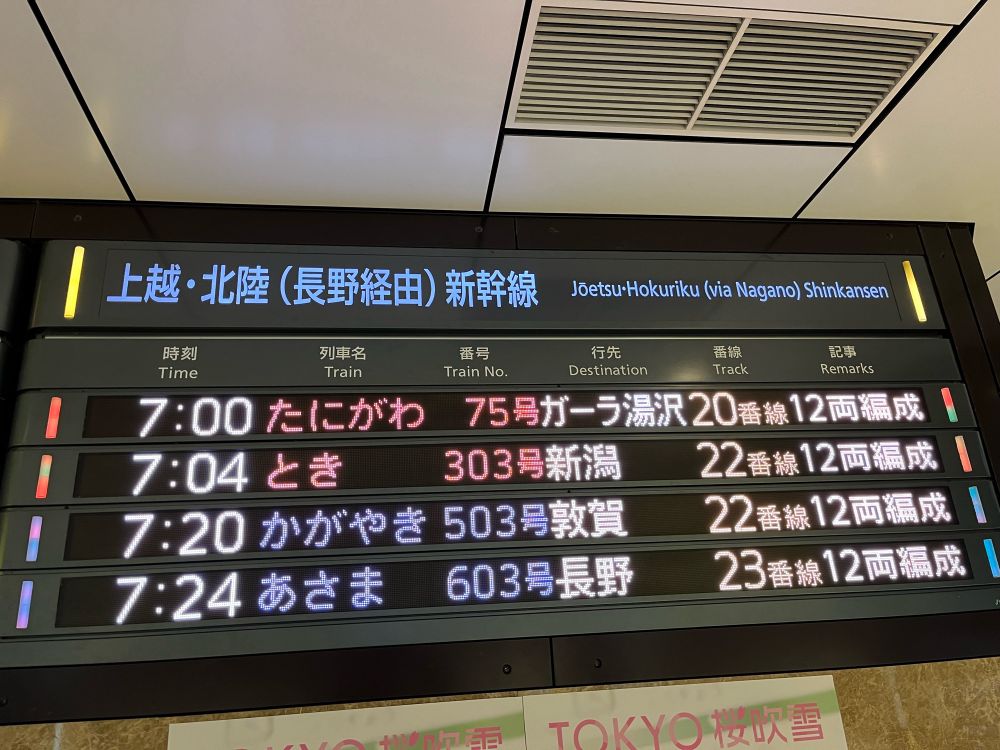 上越・北陸（長野経由）新幹線 Jōetsu・Hokuriku (via Nagano) Shinkansen
時刻 列車名 番号 行先 番線 記事
Time Train Train No. Destination Track Remarks
7:00 たにがわ 75号 ガーラ湯沢 20番線 12両編成
7:04 とき 303号 新潟 22番線 12両編成
7:20 かがやき 503号 敦賀 22番線 12両編成
7:24 あさま 603号 長野 23番線 12両編成
TOKYO 桜吹雪 TOKYO 桜吹雪